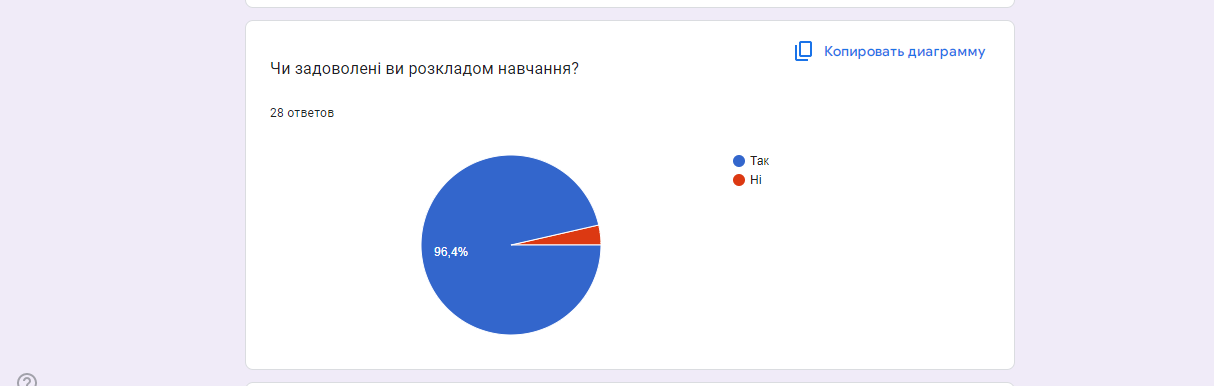 Копировать диаграмму
Чи задоволені ви розкладом навчання?
28 ответов
Так
Ні
96,4%